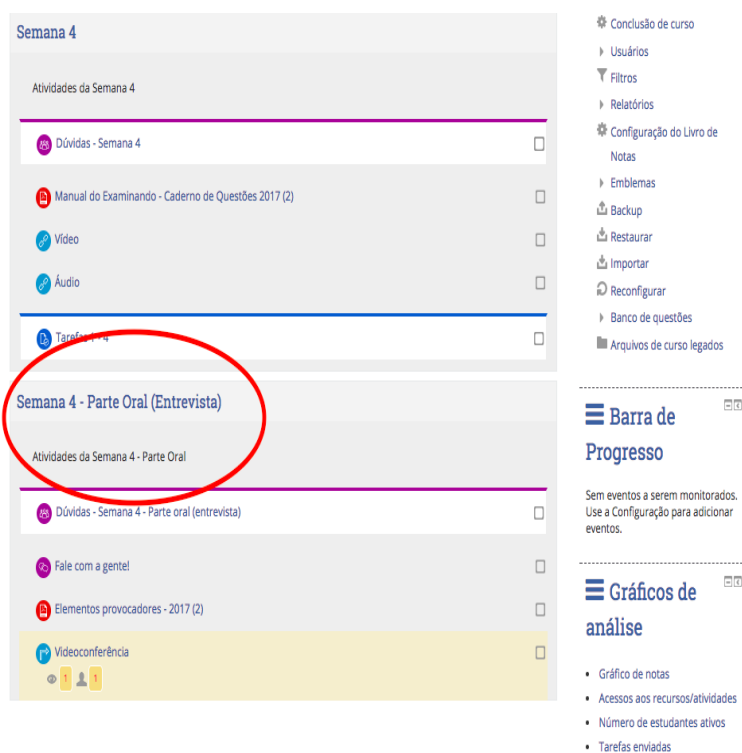 Semana 4
Atividades da Semana 4
Dúvidas - Semana 4
Manual do Examinando - Caderno de Questões 2017 (2)
Vídeo
Áudio
Tarefas 1 - 4
Semana 4 - Parte Oral (Entrevista)
Atividades da Semana 4 - Parte Oral
Dúvidas - Semana 4 - Parte oral (entrevista)
Fale com a gente!
Elementos provocadores - 2017 (2)
Videoconferência
1 1
Conclusão de curso
Usuários
Filtros
Relatórios
Configuração do Livro de
Notas
Emblemas
Backup
Restaurar
Importar
Reconfigurar
Banco de questões
Arquivos de curso legados
Barra de
Progresso
Sem eventos a serem monitorados.
Use a Configuração para adicionar
eventos.
Gráficos de
análise
Gráfico de notas
Acessos aos recursos/atividades
Número de estudantes ativos
Tarefas enviadas